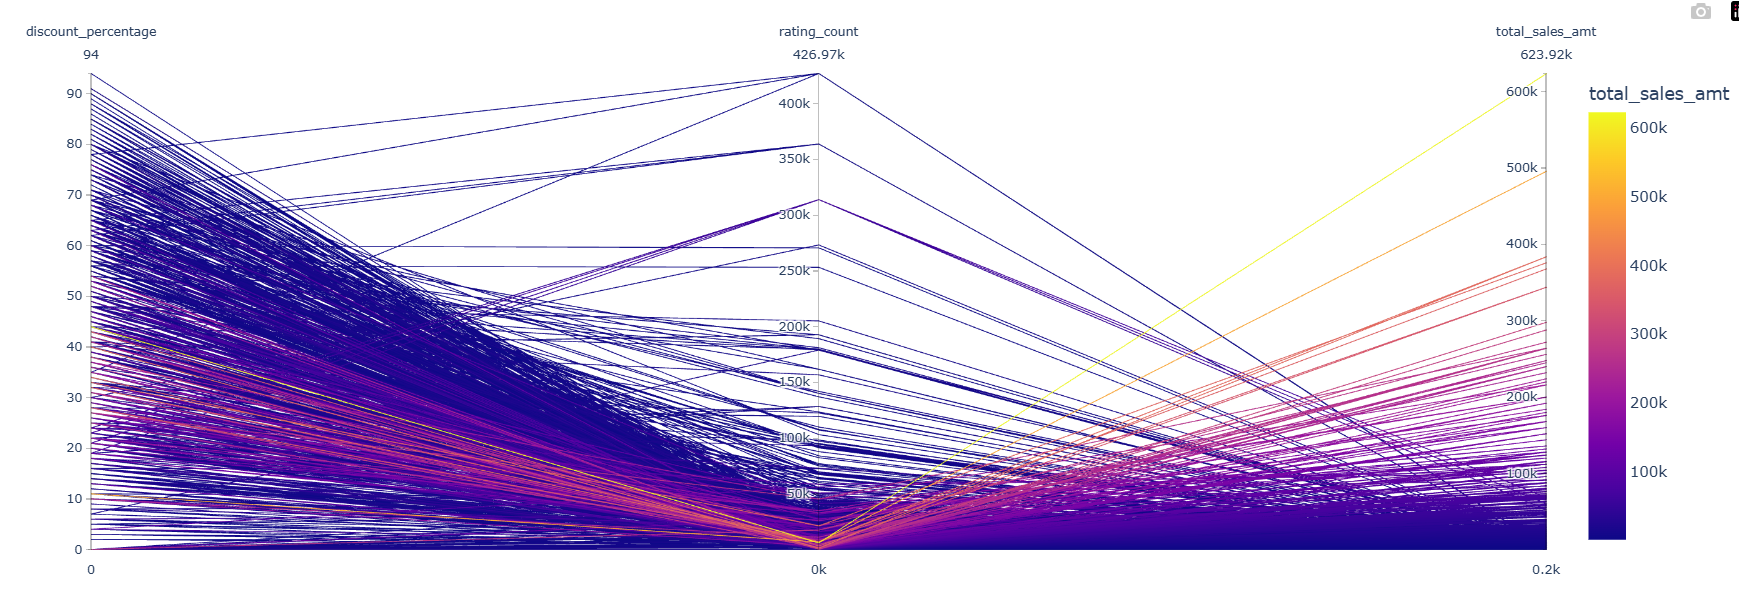 discount_percentage
94
90
80
70
60
50
40
30
20
10
0
0
rating_count
426.97k
400k
350k
300k
250k
200k
150k
100k
50k
0k
total_sales_amt
623.92k
600k
500k
400k
300k
200k
100k
0.2k
total_sales_amt
600k
500k
400k
300k
200k
100k